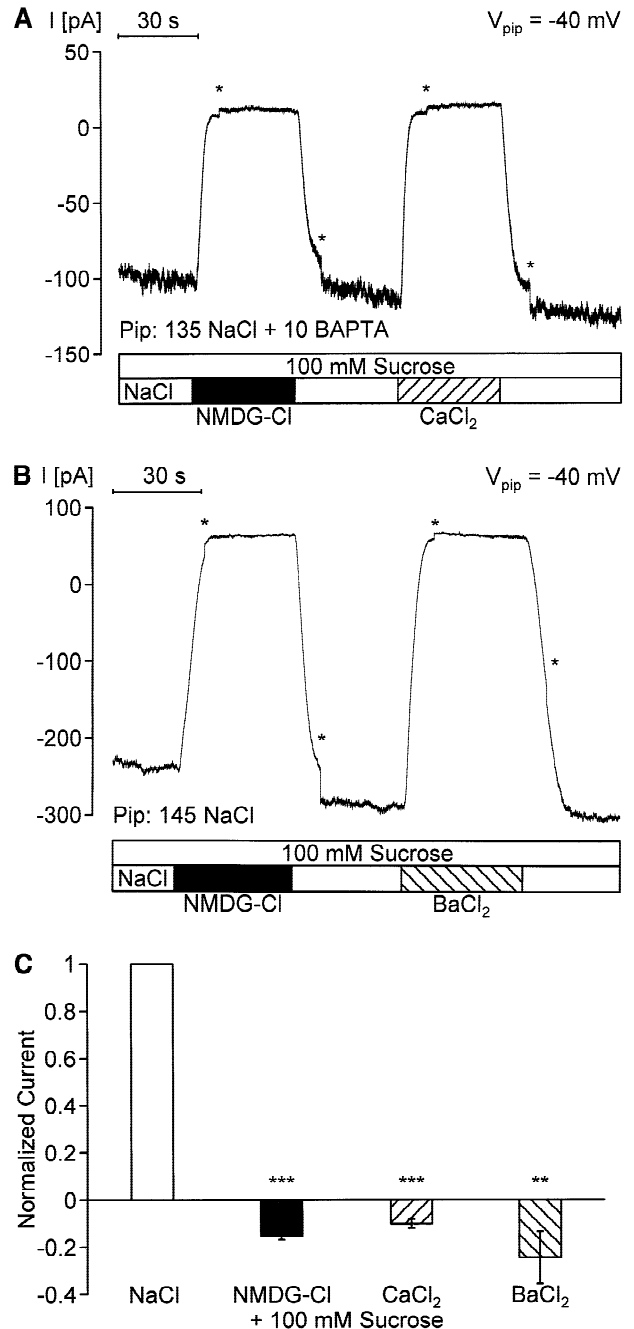 A I [pA] 30 s V_pip = -40 mV
50
*
*
0
-50
*
*
-100
Pip: 135 NaCl + 10 BAPTA
-150
100 mM Sucrose
NaCl
NMDG-Cl CaCl₂
B I [pA] 30 s V_pip = -40 mV
100
*
*
0
-100
*
-200
*
-300
Pip: 145 NaCl
100 mM Sucrose
NaCl
NMDG-Cl BaCl₂
C
1
0.8
0.6
0.4
0.2
0
-0.2
-0.4
Normalized Current
*** *** **
NaCl NMDG-Cl CaCl₂ BaCl₂
+ 100 mM Sucrose